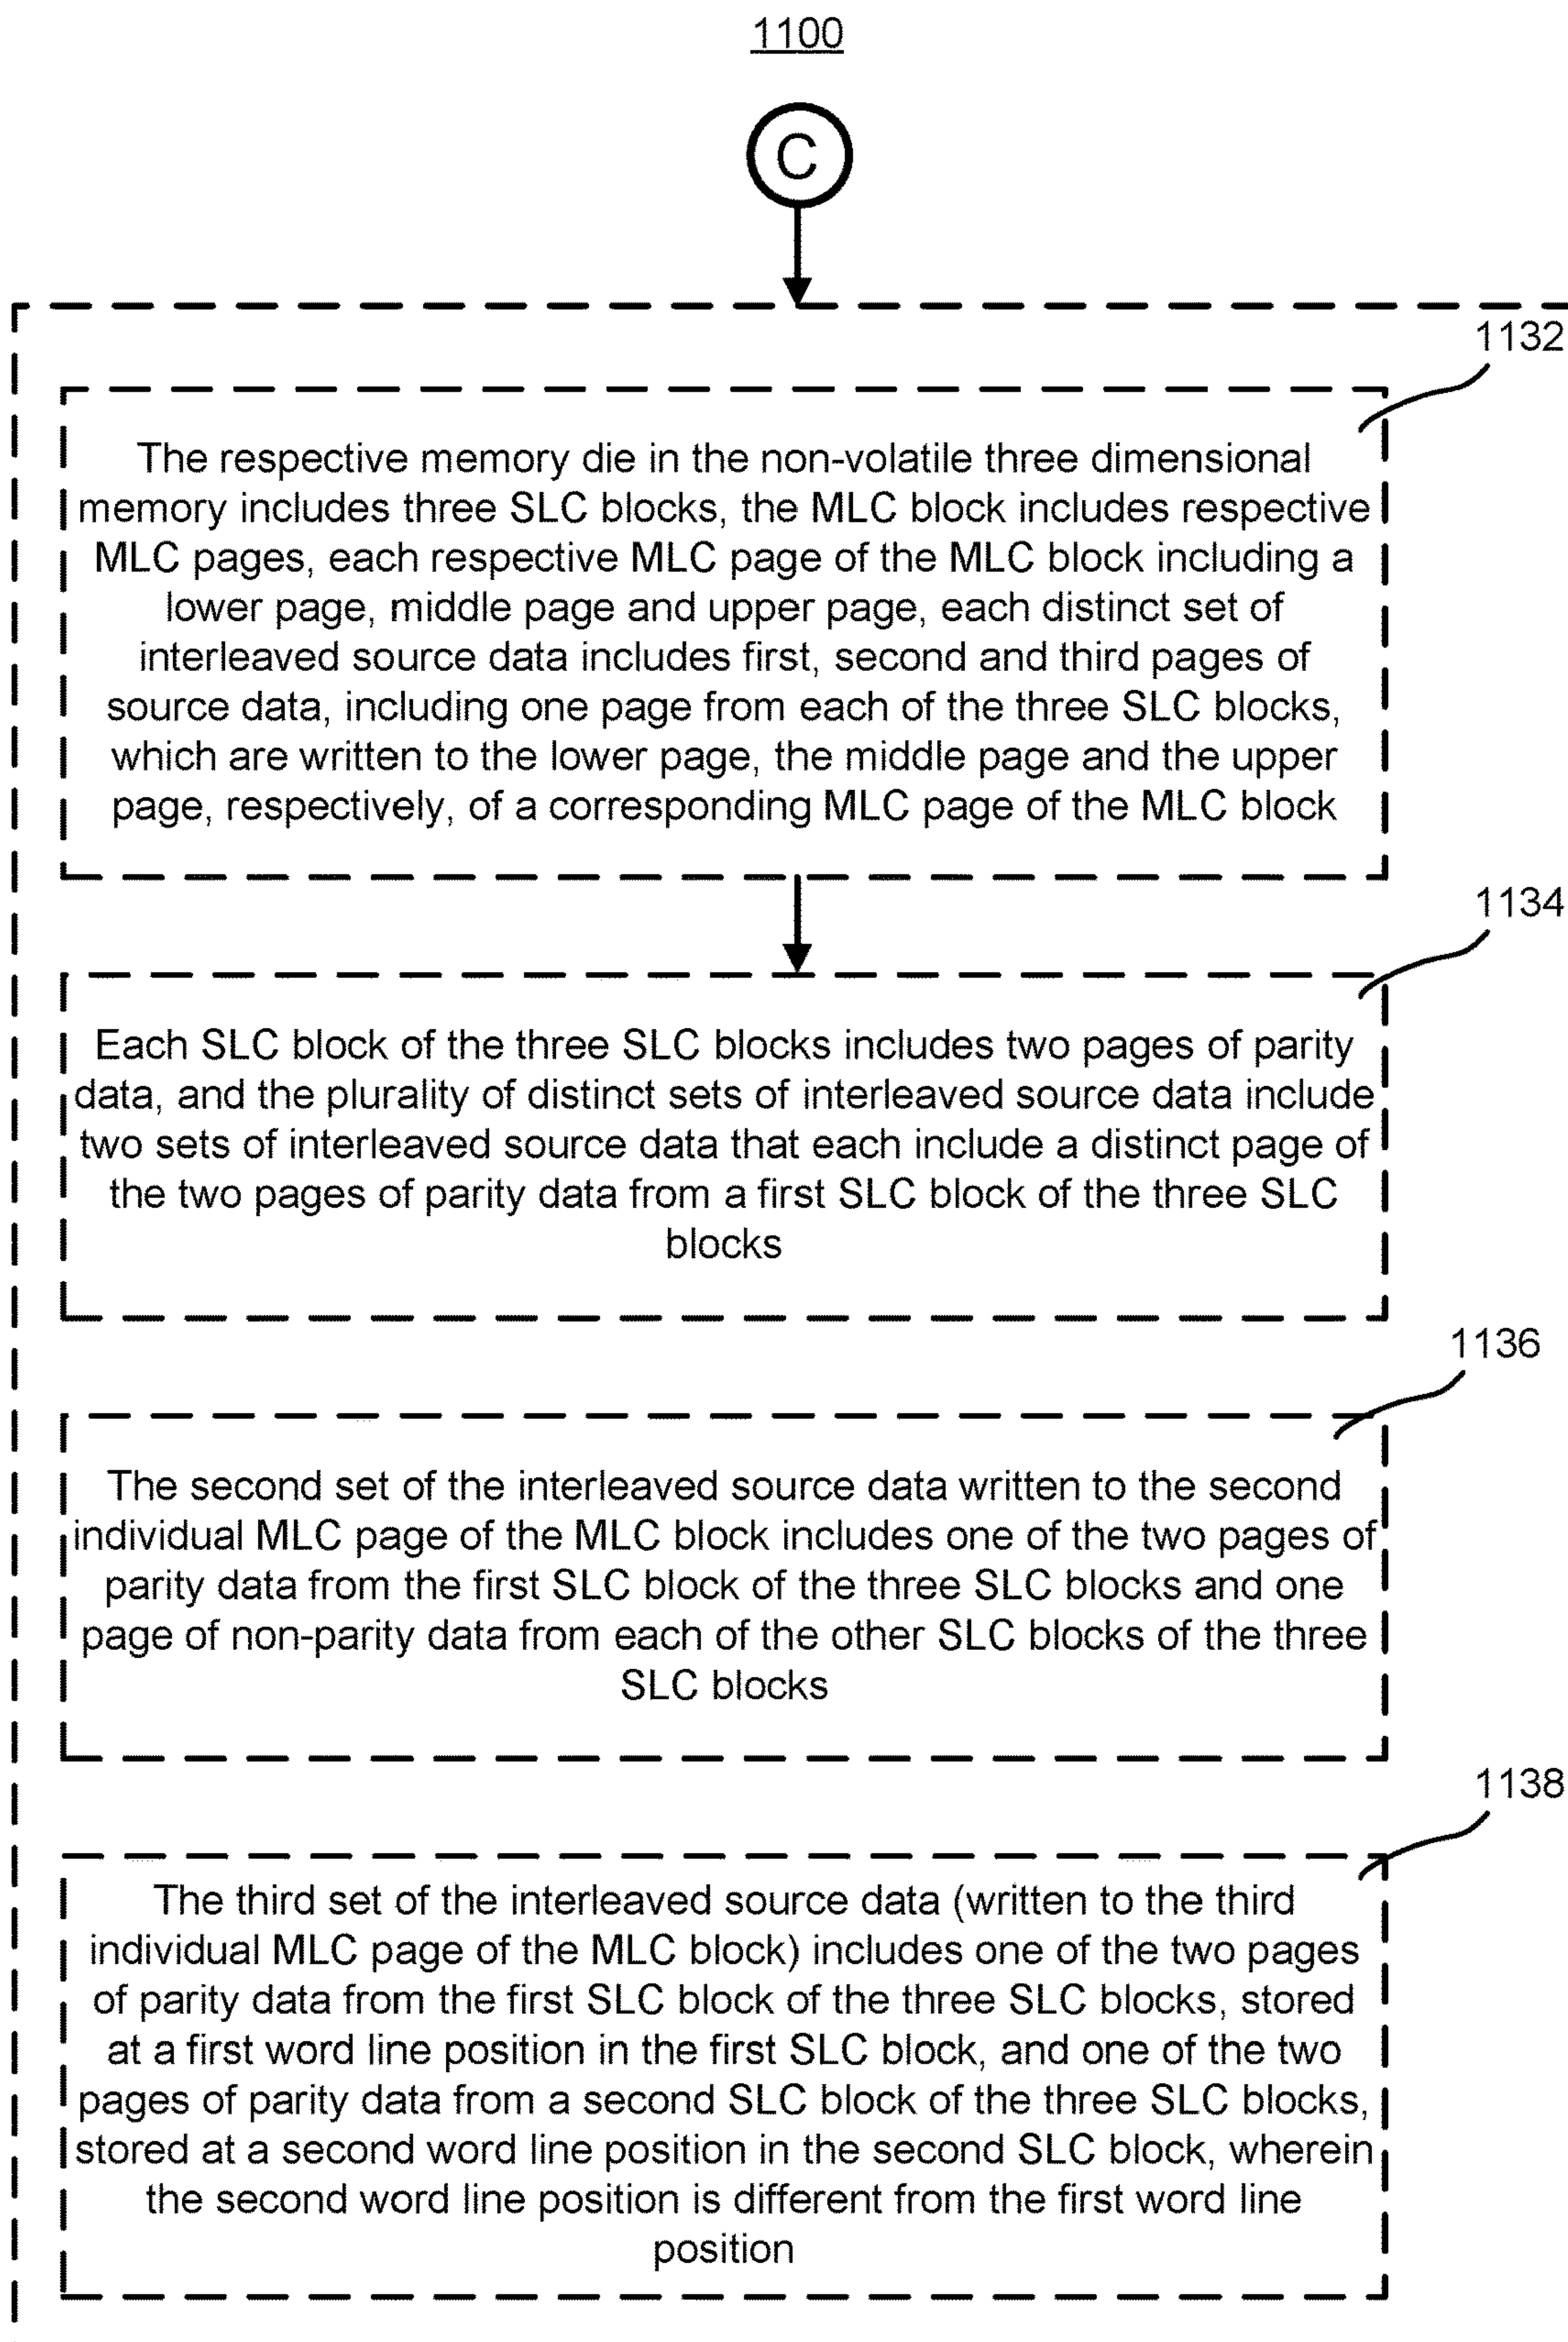 1100
C
1132
The respective memory die in the non-volatile three dimensional
memory includes three SLC blocks, the MLC block includes respective
MLC pages, each respective MLC page of the MLC block including a
lower page, middle page and upper page, each distinct set of
interleaved source data includes first, second and third pages of
source data, including one page from each of the three SLC blocks,
which are written to the lower page, the middle page and the upper
page, respectively, of a corresponding MLC page of the MLC block
1134
Each SLC block of the three SLC blocks includes two pages of parity
data, and the plurality of distinct sets of interleaved source data include
two sets of interleaved source data that each include a distinct page of
the two pages of parity data from a first SLC block of the three SLC
blocks
1136
The second set of the interleaved source data written to the second
individual MLC page of the MLC block includes one of the two pages of
parity data from the first SLC block of the three SLC blocks and one
page of non-parity data from each of the other SLC blocks of the three
SLC blocks
1138
The third set of the interleaved source data (written to the third
individual MLC page of the MLC block) includes one of the two pages
of parity data from the first SLC block of the three SLC blocks, stored
at a first word line position in the first SLC block, and one of the two
pages of parity data from a second SLC block of the three SLC blocks,
stored at a second word line position in the second SLC block, wherein
the second word line position is different from the first word line
position